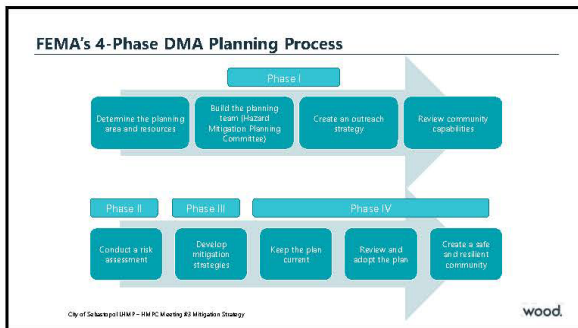 FEMA's 4-Phase DMA Planning Process
Phase I
Determine the planning
area and resources
Build the planning
team (Hazard
Mitigation Planning
Committee)
Create an outreach
strategy
Review community
capabilities
Phase II
Phase III
Phase IV
Conduct a risk
assessment
Develop
mitigation
strategies
Keep the plan
current
Review and
adopt the plan
Create a safe
and resilient
community
City of Sebastopol LHMP – HMPC Meeting #3 Mitigation Strategy
wood.